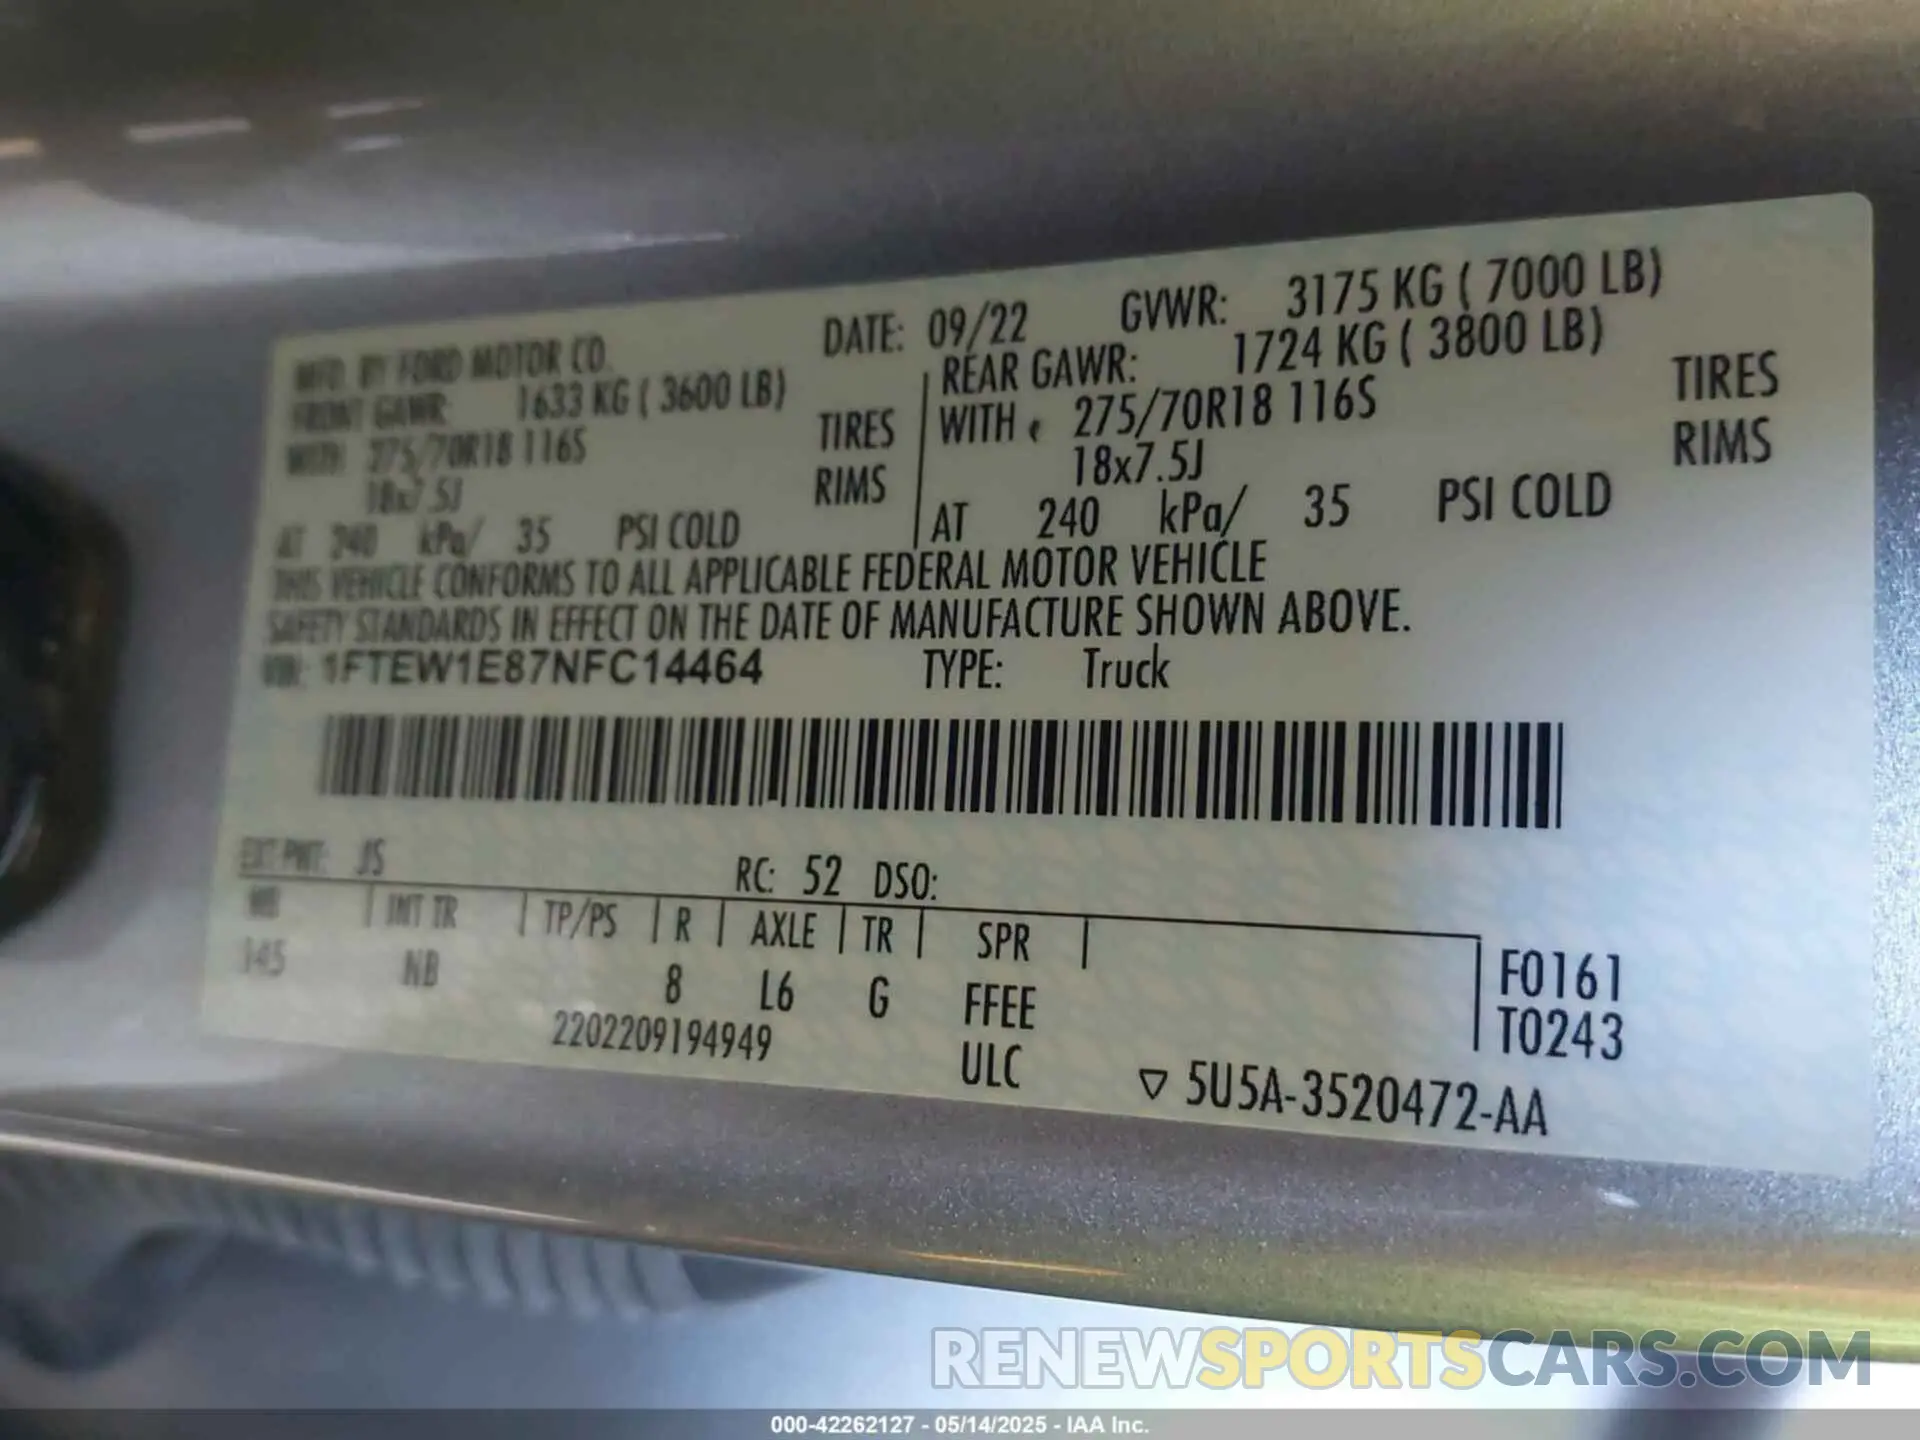 MFD. BY FORD MOTOR CO. DATE: 09/22 GVWR: 3175 KG ( 7000 LB)
FRONT GAWR: 1633 KG ( 3600 LB) REAR GAWR: 1724 KG ( 3800 LB)
WITH 275/70R18 116S TIRES WITH 275/70R18 116S TIRES
18x7.5J RIMS 18x7.5J RIMS
AT 240 kPa/ 35 PSI COLD AT 240 kPa/ 35 PSI COLD
THIS VEHICLE CONFORMS TO ALL APPLICABLE FEDERAL MOTOR VEHICLE
SAFETY STANDARDS IN EFFECT ON THE DATE OF MANUFACTURE SHOWN ABOVE.
VIN: 1FTEW1E87NFC14464 TYPE: Truck
EXT PNT: JS RC: 52 DSO:
WB INT TR TP/PS R AXLE TR SPR
145 NB 8 L6 G FFEE F0161
2202209194949 ULC T0243
▽ 5U5A-3520472-AA
RENEWSPORTSCARS.COM
000-42262127 - 05/14/2025 - IAA Inc.